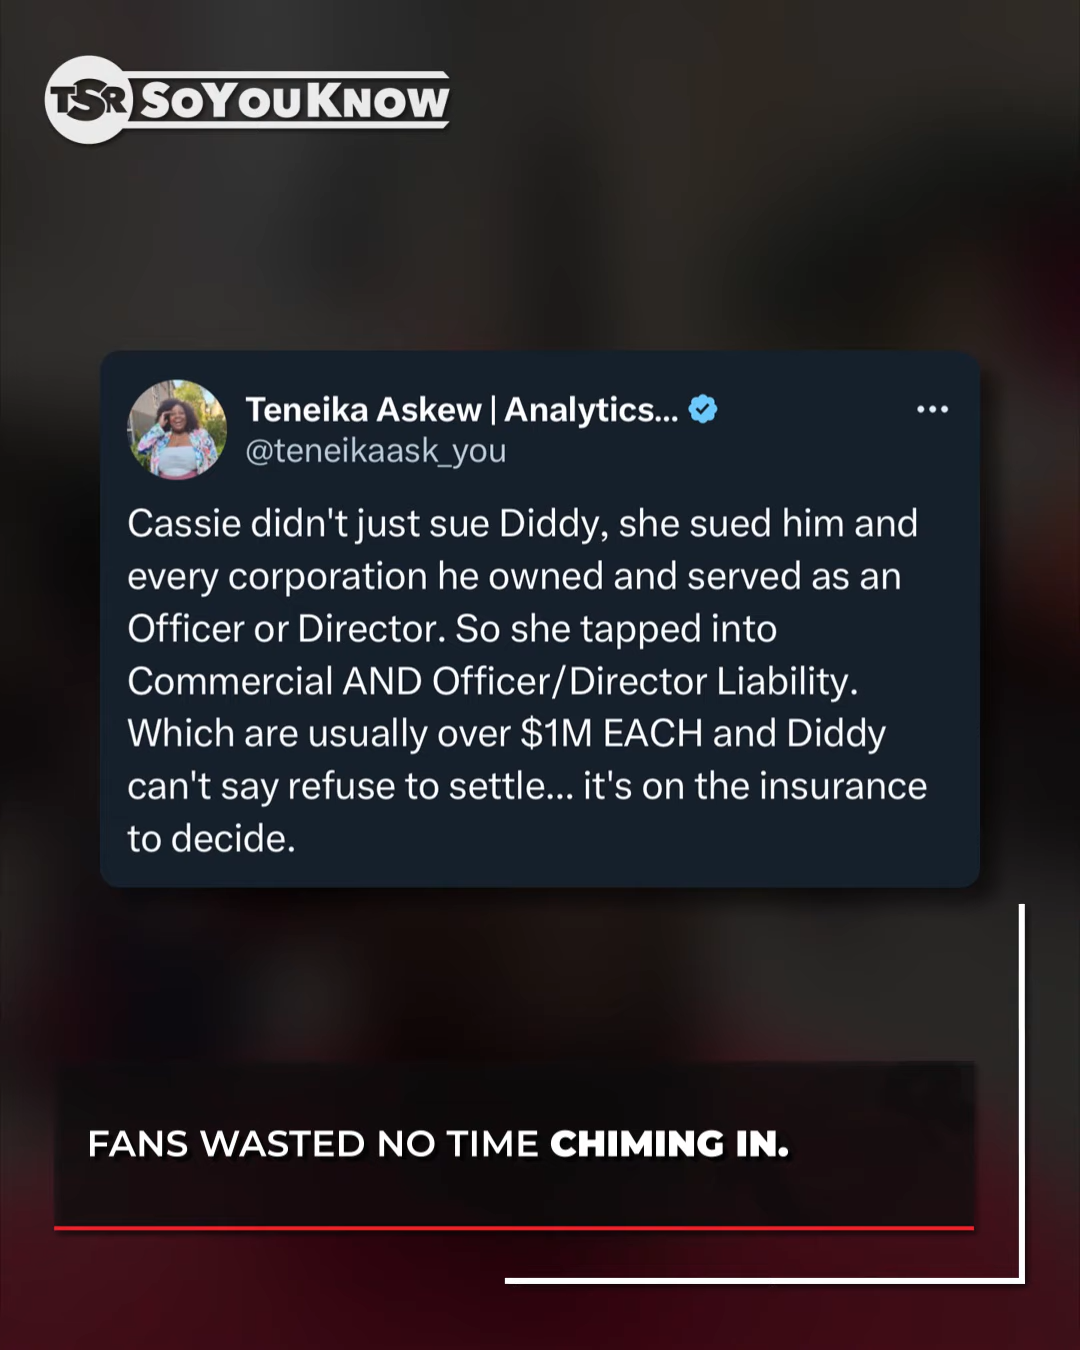 TSR SoYouKnow
Teneika Askew | Analytics...
@teneikaask_you
Cassie didn't just sue Diddy, she sued him and
every corporation he owned and served as an
Officer or Director. So she tapped into
Commercial AND Officer/Director Liability.
Which are usually over $1M EACH and Diddy
can't say refuse to settle... it's on the insurance
to decide.
FANS WASTED NO TIME CHIMING IN.